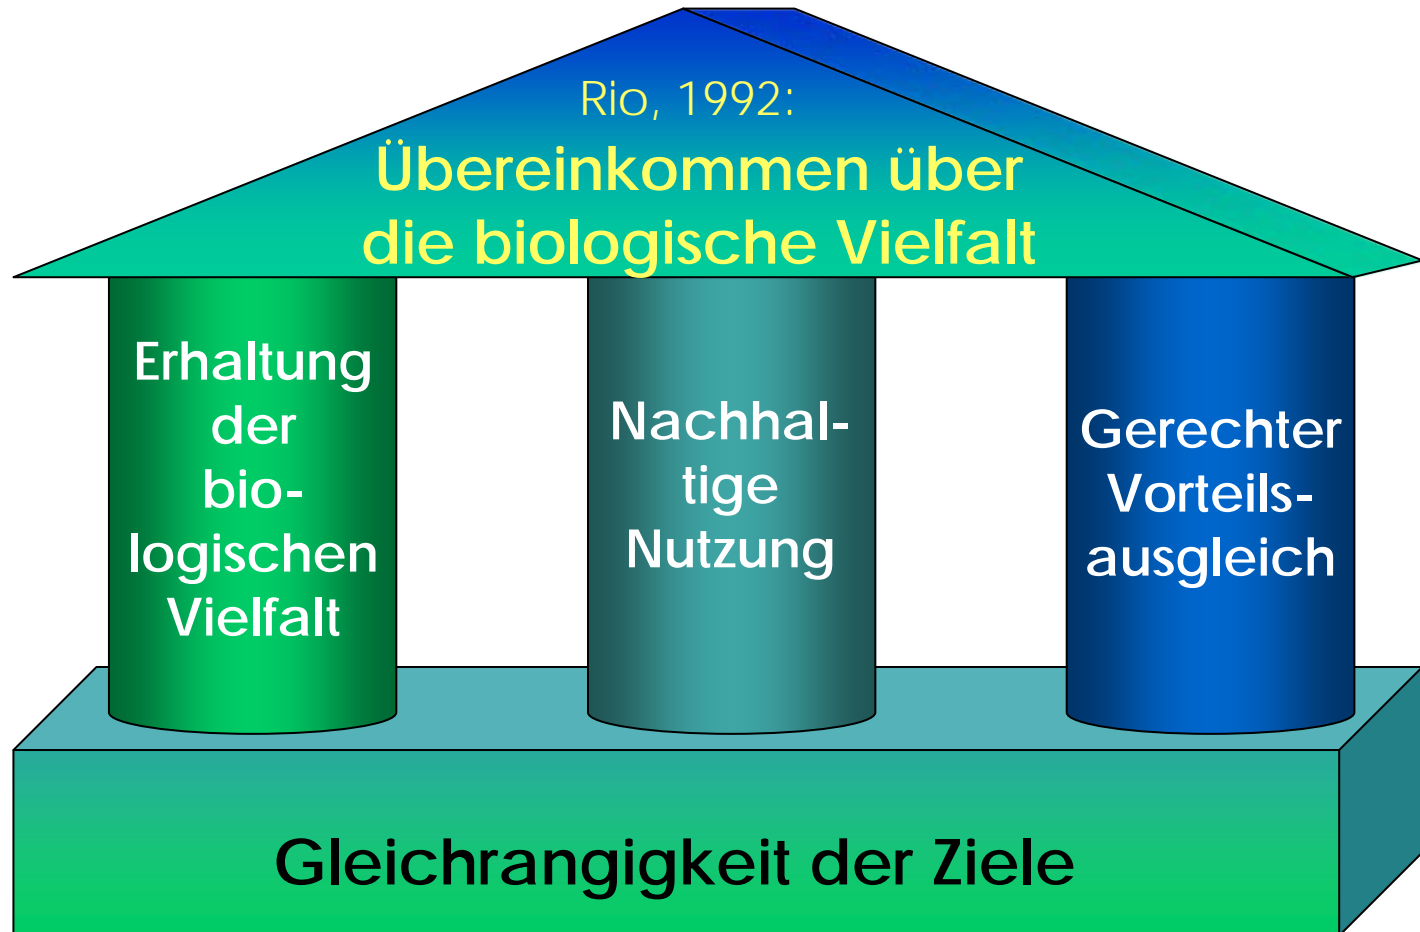 Rio, 1992:
Übereinkommen über
die biologische Vielfalt
Erhaltung
der
bio-
logischen
Vielfalt
Nachhal-
tige
Nutzung
Gerechter
Vorteils-
ausgleich
Gleichrangigkeit der Ziele